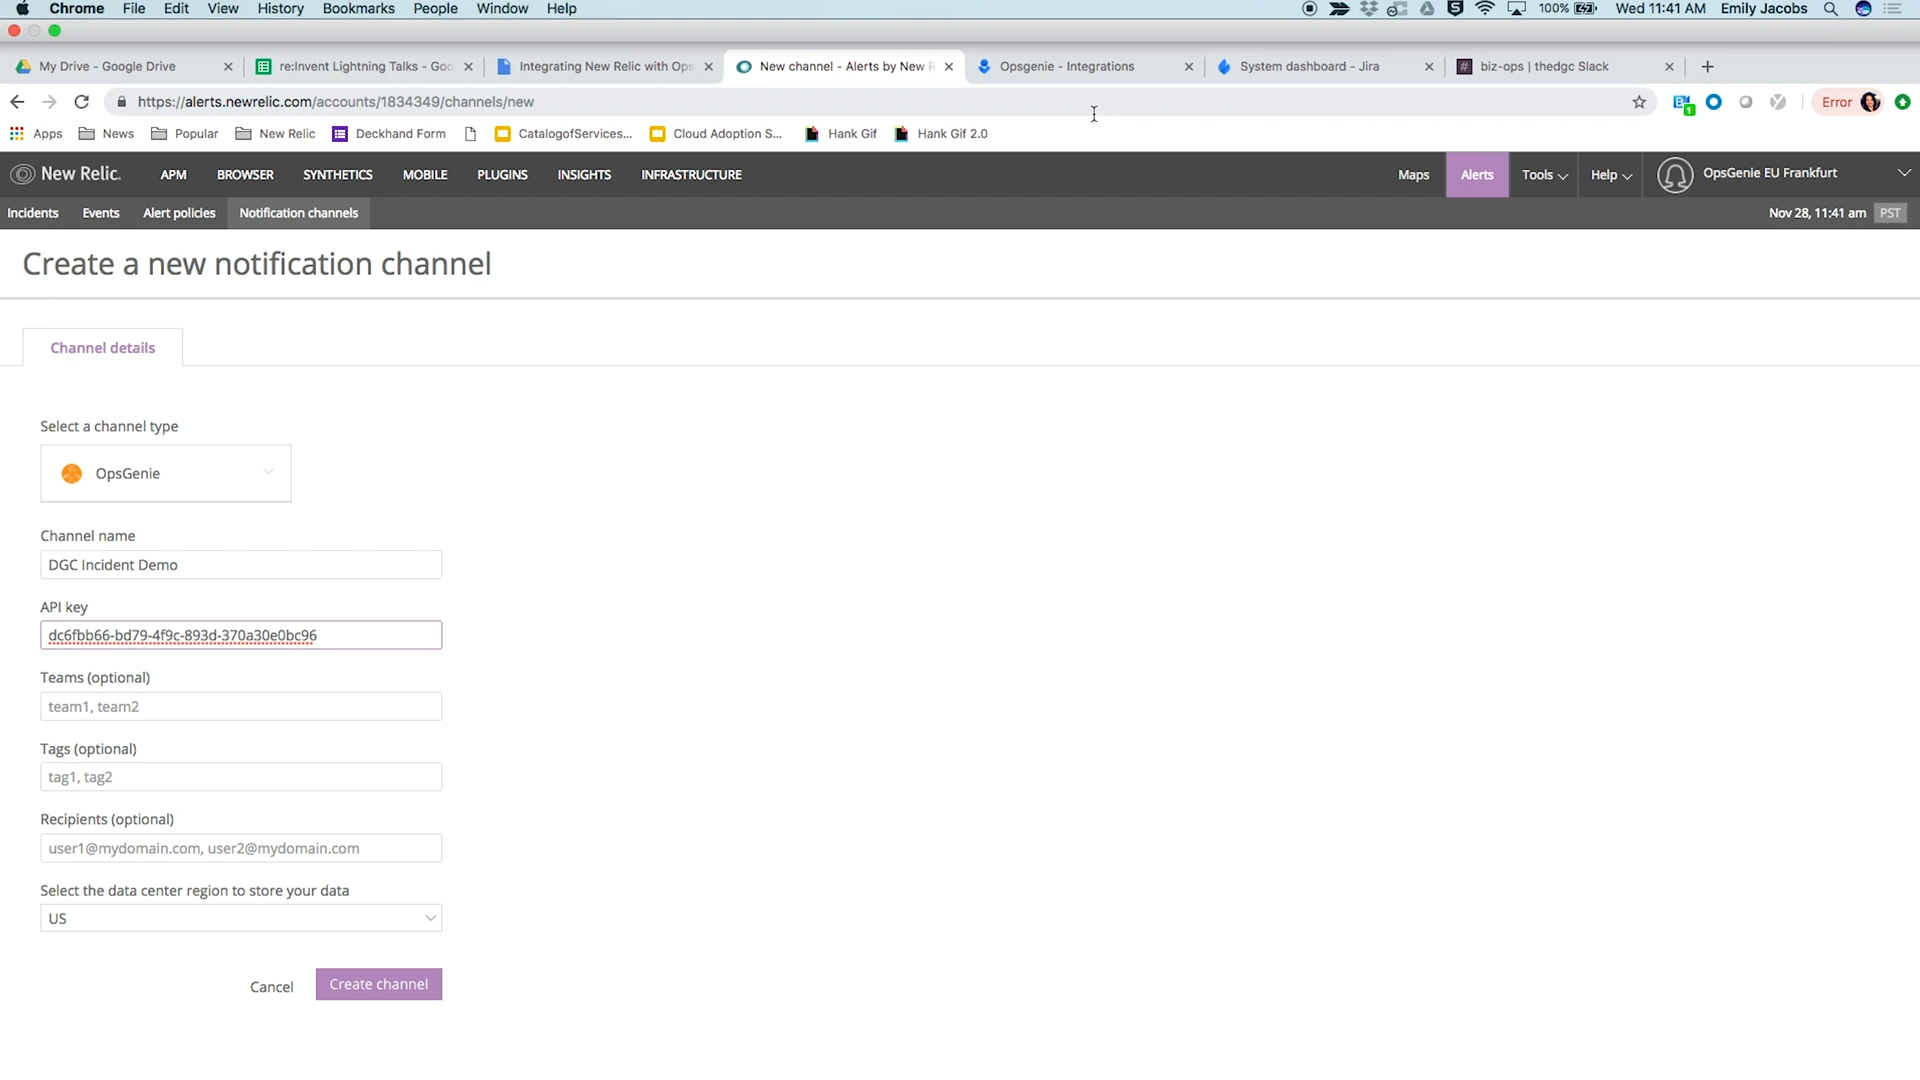 Chrome File Edit View History Bookmarks People Window Help 100% Wed 11:41 AM Emily Jacobs
My Drive - Google Drive re:Invent Lightning Talks - Goo Integrating New Relic with Ops New channel - Alerts by New R Opsgenie - Integrations System dashboard - Jira # biz-ops | thedgc Slack
https://alerts.newrelic.com/accounts/1834349/channels/new 1 Error
Apps News Popular New Relic Deckhand Form CatalogofServices... Cloud Adoption S... Hank Gif Hank Gif 2.0
New Relic. APM BROWSER SYNTHETICS MOBILE PLUGINS INSIGHTS INFRASTRUCTURE Maps Alerts Tools Help OpsGenie EU Frankfurt
Incidents Events Alert policies Notification channels Nov 28, 11:41 am PST
Create a new notification channel
Channel details
Select a channel type
OpsGenie
Channel name
DGC Incident Demo
API key
dc6fbb66-bd79-4f9c-893d-370a30e0bc96
Teams (optional)
team1, team2
Tags (optional)
tag1, tag2
Recipients (optional)
user1@mydomain.com, user2@mydomain.com
Select the data center region to store your data
US
Cancel Create channel